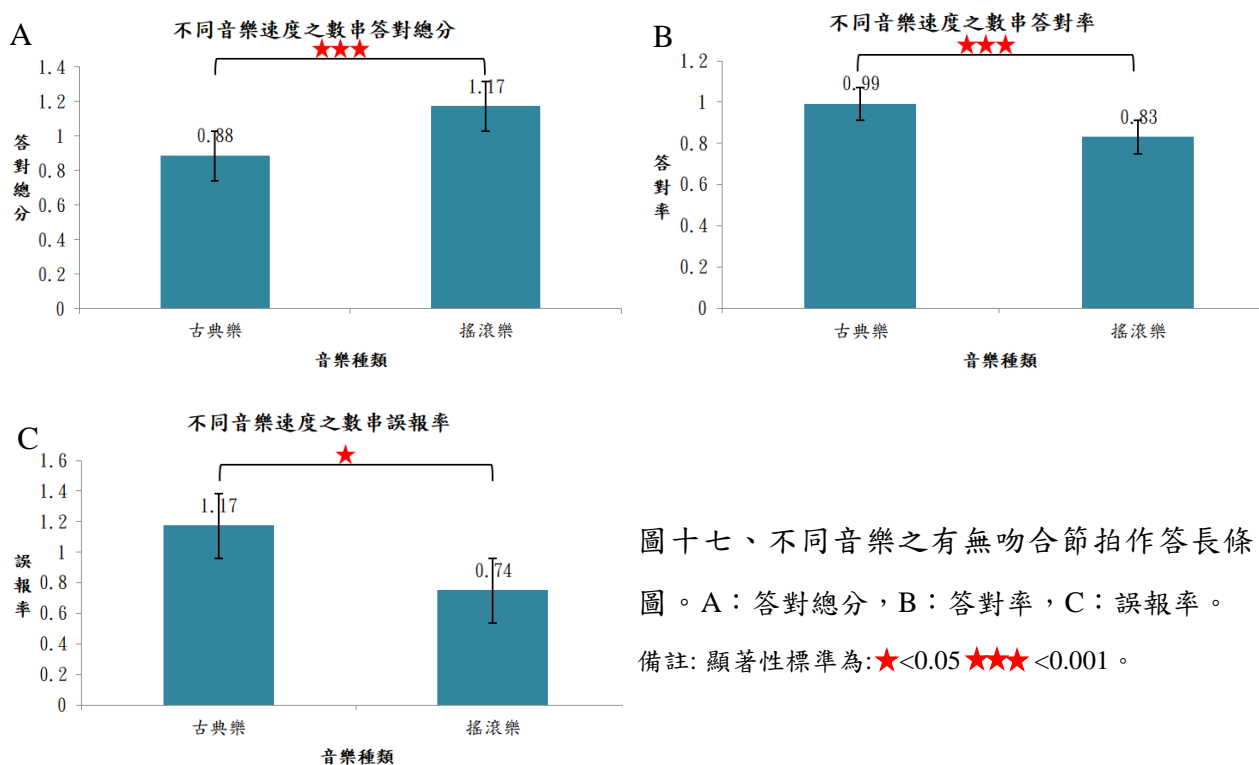 A
不同音樂速度之數串答對總分
★★★
1.4
1.2
1
0.8
0.6
0.4
0.2
0
答對總分
0.88
1.17
古典樂
搖滾樂
音樂種類
B
不同音樂速度之數串答對率
★★★
1.2
1
0.8
0.6
0.4
0.2
0
答對率
0.99
0.83
古典樂
搖滾樂
音樂種類
C
不同音樂速度之數串誤報率
★
1.6
1.4
1.2
1
0.8
0.6
0.4
0.2
0
誤報率
1.17
0.74
古典樂
搖滾樂
音樂種類
圖十七、不同音樂之有無吻合節拍作答長條
圖。A：答對總分，B：答對率，C：誤報率。
備註: 顯著性標準為:★<0.05 ★★★ <0.001。